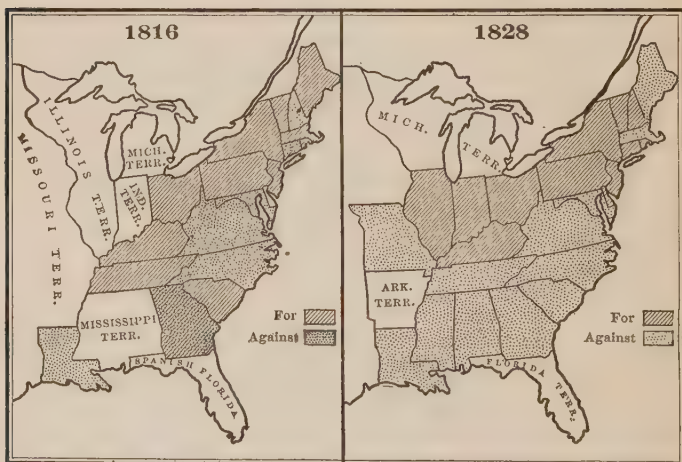 1816
ILLINOIS TERR.
MISSOURI TERR.
MICH.
TERR.
IND.
TERR.
MISSISSIPPI
TERR.
SPANISH FLORIDA
For
Against
1828
MICH. TERR.
ARK.
TERR.
FLORIDA TERR.
For
Against